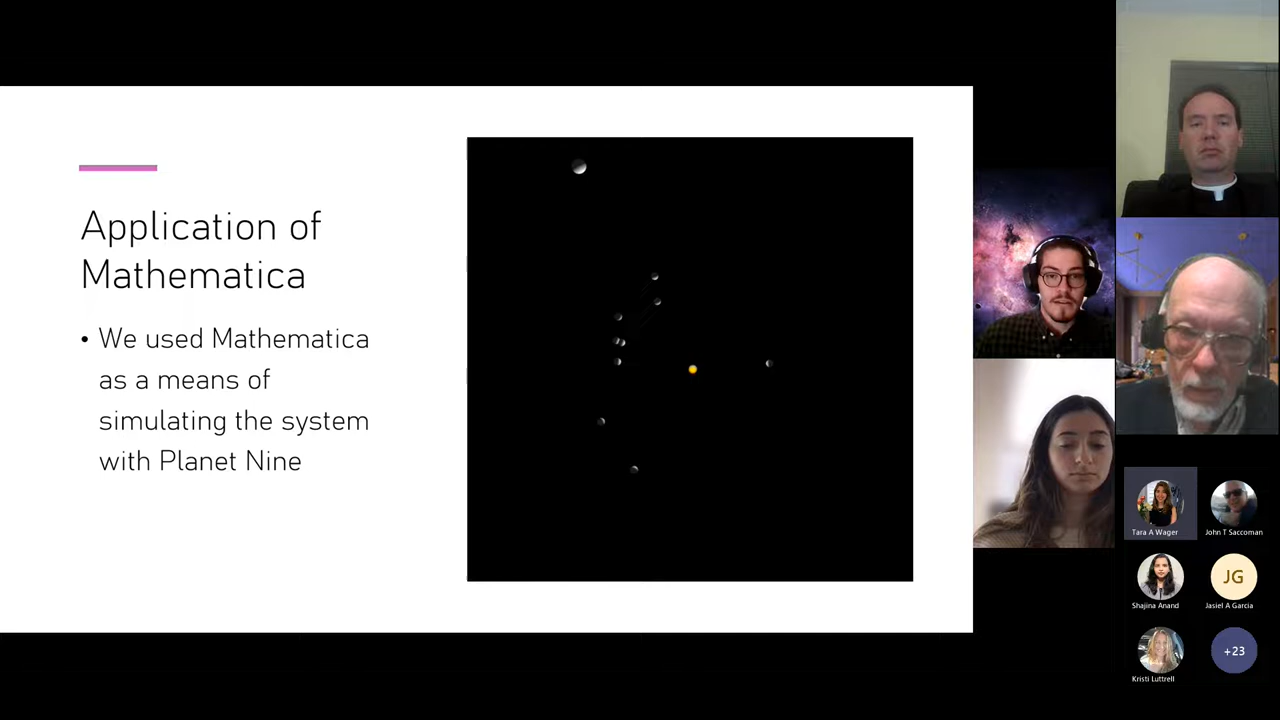 Application of
Mathematica
• We used Mathematica
as a means of
simulating the system
with Planet Nine
Tara A Wager
John T Saccoman
Shajina Anand
JG
Jasiel A Garcia
Kristi Luttrell
+23